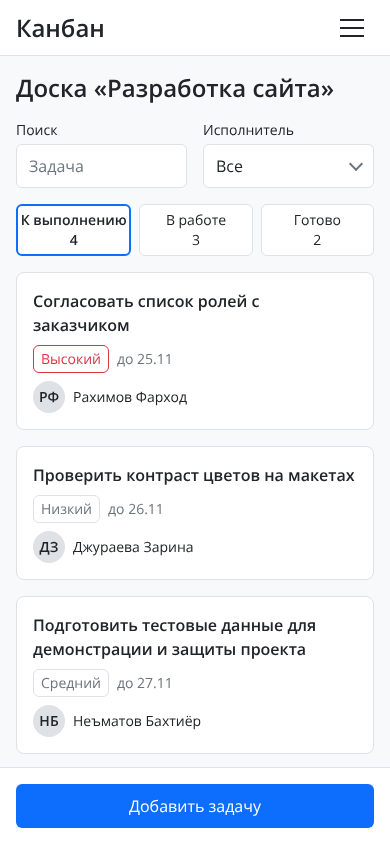 Канбан
Доска «Разработка сайта»
Поиск
Исполнитель
Задача
Все
К выполнению
4
В работе
3
Готово
2
Согласовать список ролей с
заказчиком
Высокий до 25.11
РФ Рахимов Фарход
Проверить контраст цветов на макетах
Низкий до 26.11
ДЗ Джураева Зарина
Подготовить тестовые данные для
демонстрации и защиты проекта
Средний до 27.11
НБ Неъматов Бахтиёр
Добавить задачу